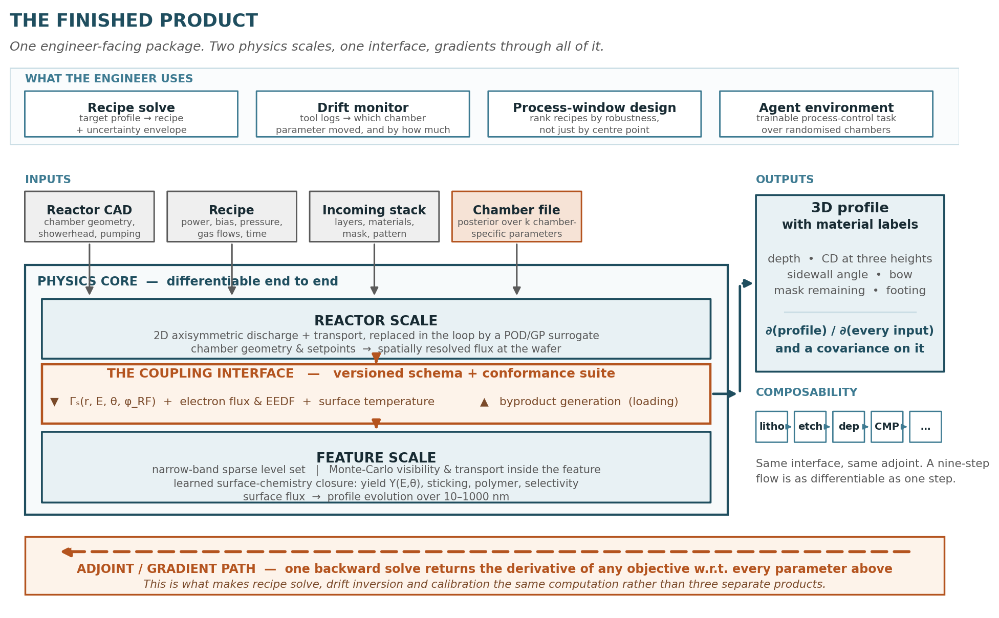 THE FINISHED PRODUCT
One engineer-facing package. Two physics scales, one interface, gradients through all of it.
WHAT THE ENGINEER USES
Recipe solve
target profile → recipe
+ uncertainty envelope
Drift monitor
tool logs → which chamber
parameter moved, and by how much
Process-window design
rank recipes by robustness,
not just by centre point
Agent environment
trainable process-control task
over randomised chambers
INPUTS
Reactor CAD
chamber geometry,
showerhead, pumping
Recipe
power, bias, pressure,
gas flows, time
Incoming stack
layers, materials,
mask, pattern
Chamber file
posterior over k chamber-
specific parameters
PHYSICS CORE — differentiable end to end
REACTOR SCALE
2D axisymmetric discharge + transport, replaced in the loop by a POD/GP surrogate
chamber geometry & setpoints → spatially resolved flux at the wafer
THE COUPLING INTERFACE — versioned schema + conformance suite
▼ Γₛ(r, E, θ, φ_RF) + electron flux & EEDF + surface temperature ▲ byproduct generation (loading)
FEATURE SCALE
narrow-band sparse level set | Monte-Carlo visibility & transport inside the feature
learned surface-chemistry closure: yield Y(E,θ), sticking, polymer, selectivity
surface flux → profile evolution over 10–1000 nm
OUTPUTS
3D profile
with material labels
depth • CD at three heights
sidewall angle • bow
mask remaining • footing
∂(profile) / ∂(every input)
and a covariance on it
COMPOSABILITY
litho etch dep CMP …
Same interface, same adjoint. A nine-step
flow is as differentiable as one step.
ADJOINT / GRADIENT PATH — one backward solve returns the derivative of any objective w.r.t. every parameter above
This is what makes recipe solve, drift inversion and calibration the same computation rather than three separate products.